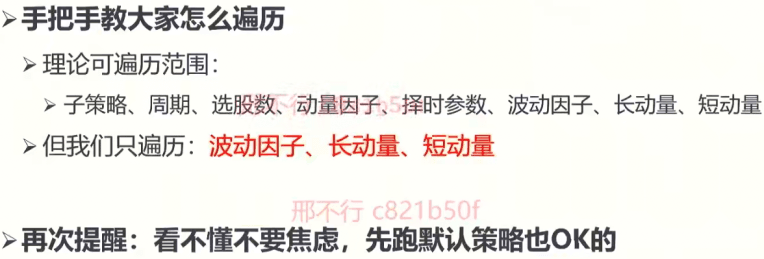 ➢手把手教大家怎么遍历
➢理论可遍历范围：
➢子策略、周期、选股数、动量因子、择时参数、波动因子、长动量、短动量
➢但我们只遍历：波动因子、长动量、短动量
邢不行 c821b50f
➢再次提醒：看不懂不要焦虑，先跑默认策略也OK的